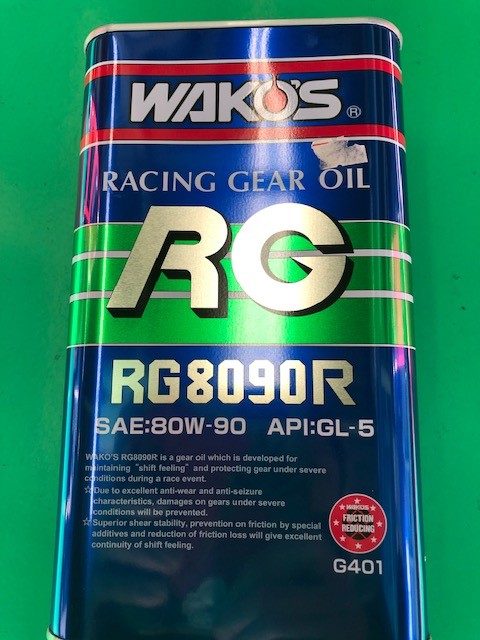 WAKO'S®
RACING GEAR OIL
RG
RG8090R
SAE:80W-90 API:GL-5
WAKO'S RG8090R is a gear oil which is developed for
maintaining "shift feeling" and protecting gear under severe
conditions during a race event.
☆Due to excellent anti-wear and anti-seizure
characteristics, damages on gears under severe
conditions will be prevented.
☆Superior shear stability, prevention on friction by special
additives and reduction of friction loss will give excellent
continuity of shift feeling.
WAKO'S
FRICTION
REDUCING
G401